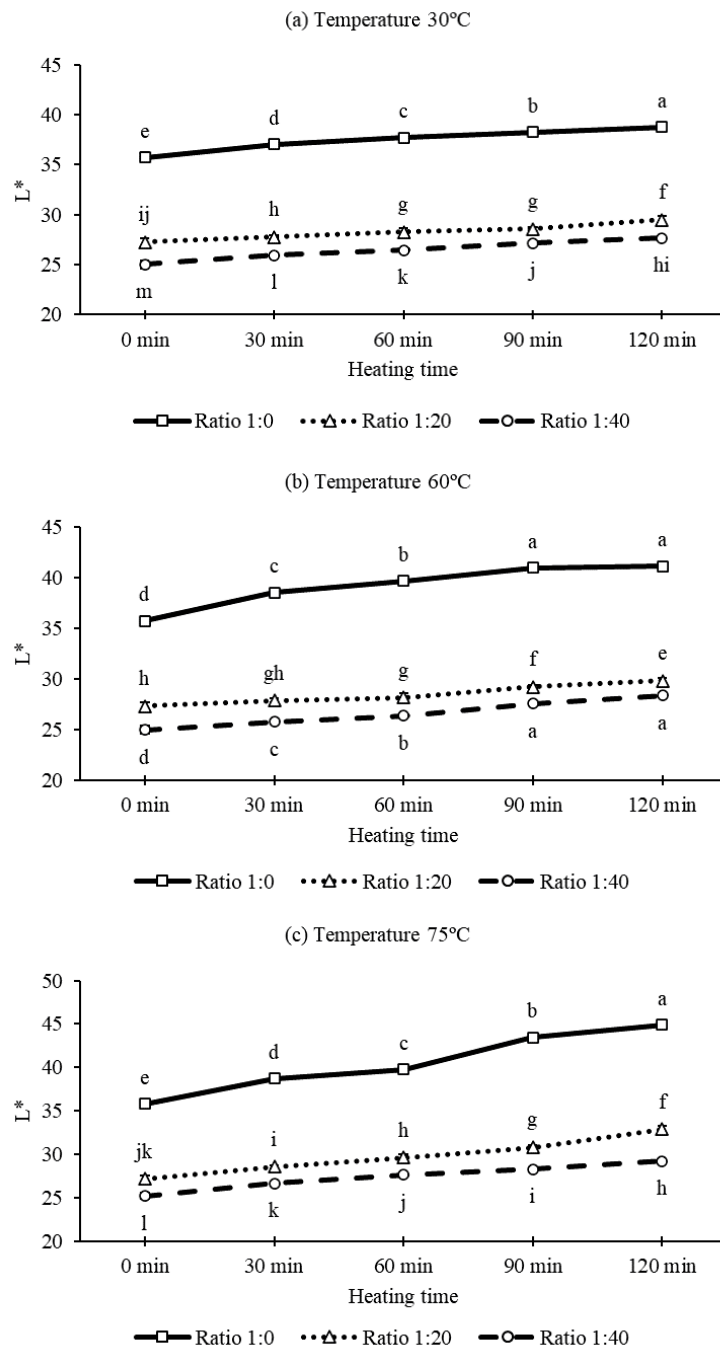 (a) Temperature 30ºC
45
40
35
30
25
20
L*
e d c b a
ij h g g f
m l k j hi
0 min 30 min 60 min 90 min 120 min
Heating time
Ratio 1:0 Ratio 1:20 Ratio 1:40
(b) Temperature 60ºC
45
40
35
30
25
20
L*
d c b a a
h gh g f e
d c b a a
0 min 30 min 60 min 90 min 120 min
Heating time
Ratio 1:0 Ratio 1:20 Ratio 1:40
(c) Temperature 75ºC
50
45
40
35
30
25
20
L*
e d c b a
jk i h g f
l k j i h
0 min 30 min 60 min 90 min 120 min
Heating time
Ratio 1:0 Ratio 1:20 Ratio 1:40